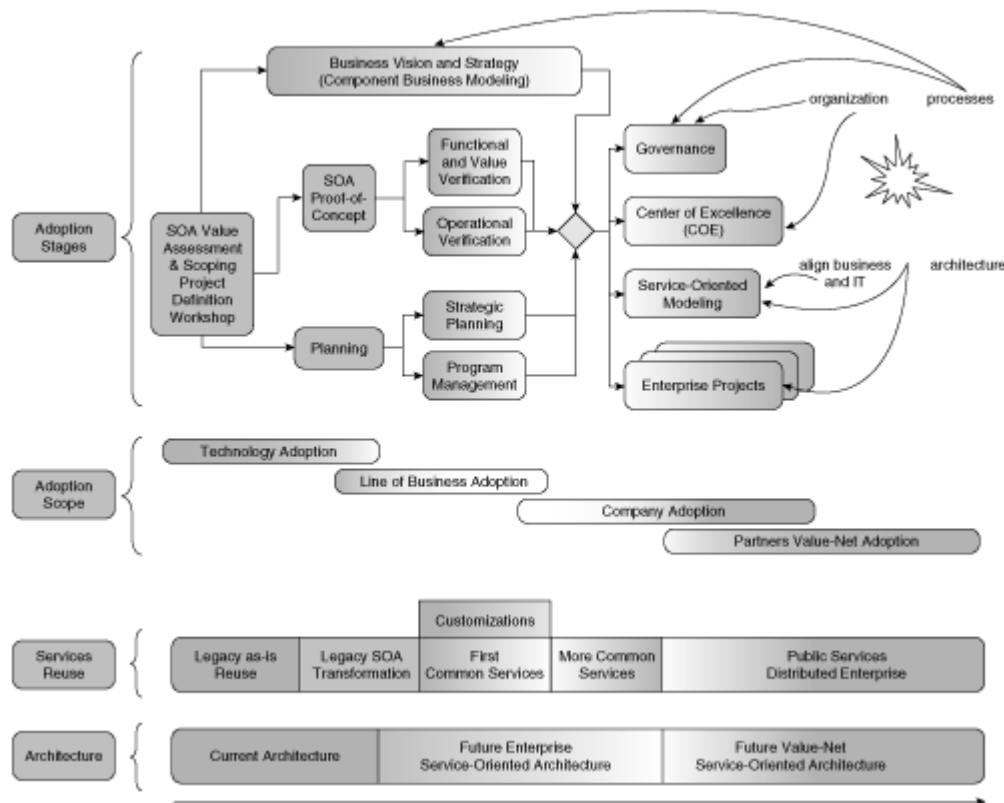 Business Vision and Strategy
(Component Business Modeling)
organization
processes
Functional
and Value
Verification
Governance
SOA
Proof-of-
Concept
Adoption
Stages
SOA Value
Assessment
& Scoping
Project
Definition
Workshop
Operational
Verification
Center of Excellence
(COE)
align business
and IT
architecture
Service-Oriented
Modeling
Strategic
Planning
Planning
Program
Management
Enterprise Projects
Technology Adoption
Adoption
Scope
Line of Business Adoption
Company Adoption
Partners Value-Net Adoption
Customizations
Services
Reuse
Legacy as-is
Reuse
Legacy SOA
Transformation
First
Common Services
More Common
Services
Public Services
Distributed Enterprise
Architecture
Current Architecture
Future Enterprise
Service-Oriented Architecture
Future Value-Net
Service-Oriented Architecture